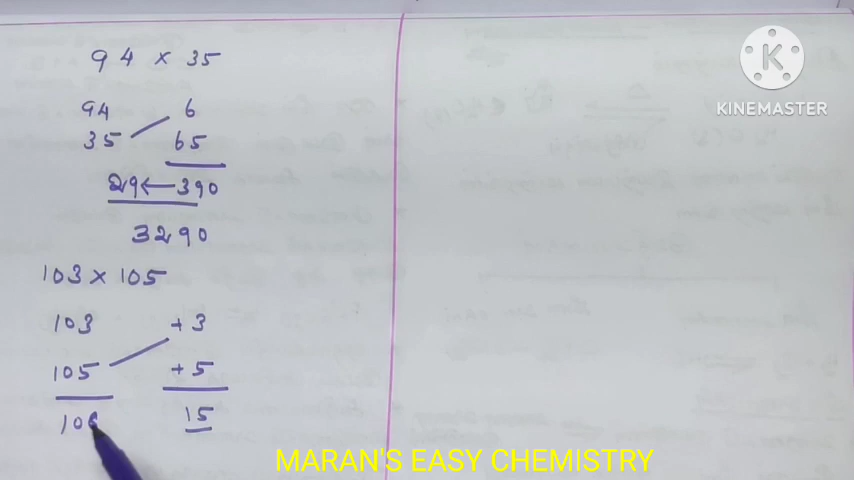 94 × 35
94 6
35 65
29 ← 390
3290
103 × 105
103 +3
105 +5
108 15
KINEMASTER
MARAN'S EASY CHEMISTRY